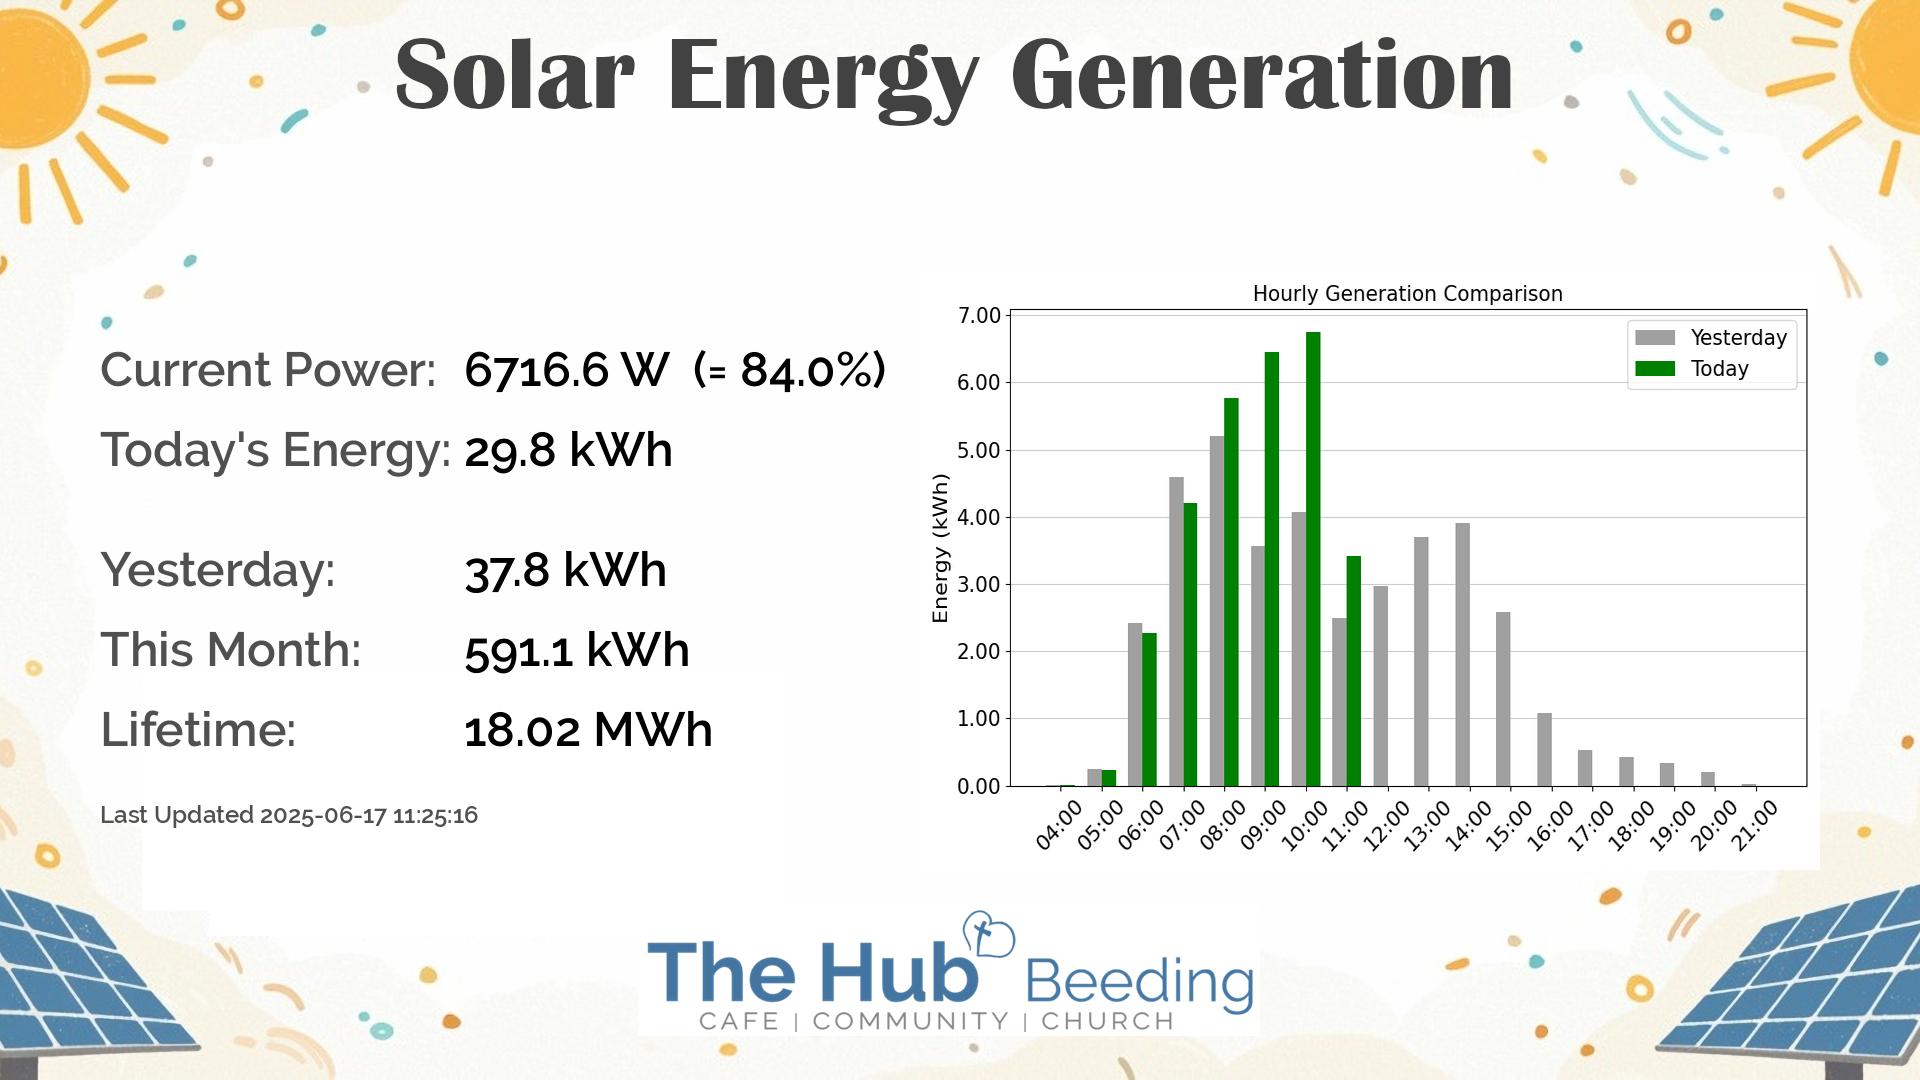 Solar Energy Generation
Current Power: 6716.6 W (= 84.0%)
Today's Energy: 29.8 kWh
Yesterday: 37.8 kWh
This Month: 591.1 kWh
Lifetime: 18.02 MWh
Last Updated 2025-06-17 11:25:16
Hourly Generation Comparison
Yesterday
Today
Energy (kWh)
7.00
6.00
5.00
4.00
3.00
2.00
1.00
0.00
04:00 05:00 06:00 07:00 08:00 09:00 10:00 11:00 12:00 13:00 14:00 15:00 16:00 17:00 18:00 19:00 20:00 21:00
The Hub Beeding
CAFE | COMMUNITY | CHURCH